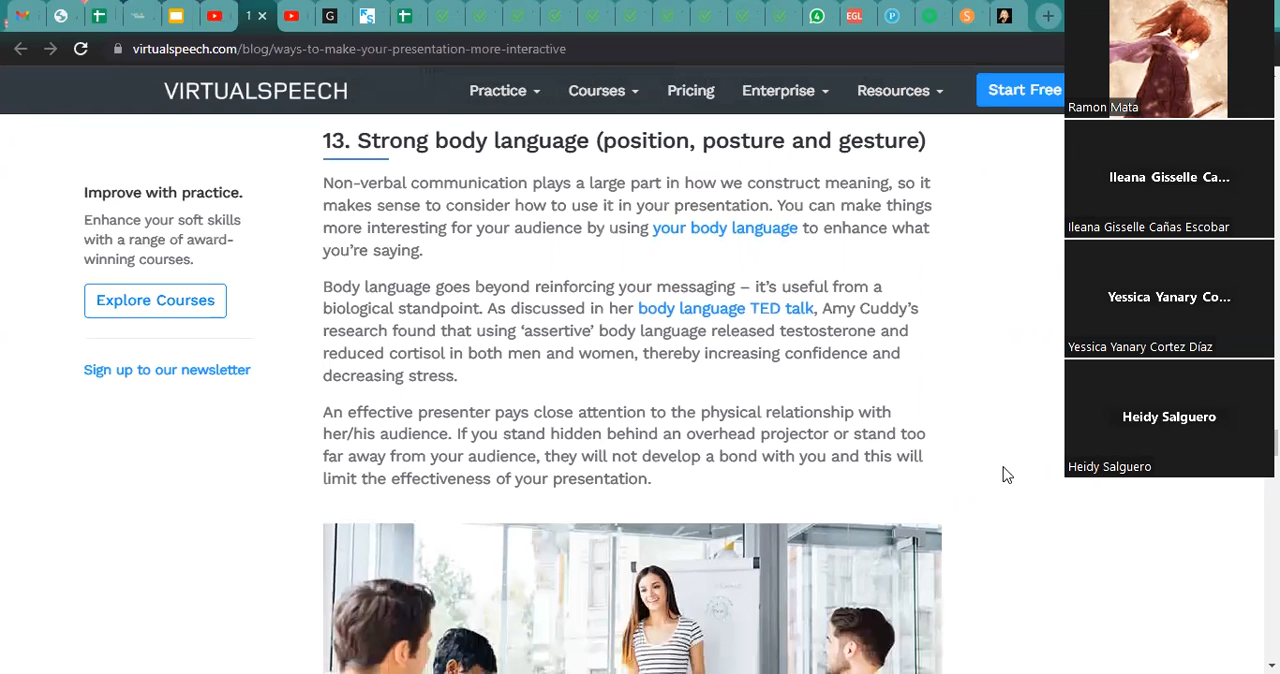 1
G
4
EGL
P
S
virtualspeech.com/blog/ways-to-make-your-presentation-more-interactive
VIRTUALSPEECH
Practice
Courses
Pricing
Enterprise
Resources
Start Free
13. Strong body language (position, posture and gesture)
Improve with practice.
Enhance your soft skills
with a range of award-
winning courses.
Explore Courses
Sign up to our newsletter
Non-verbal communication plays a large part in how we construct meaning, so it
makes sense to consider how to use it in your presentation. You can make things
more interesting for your audience by using your body language to enhance what
you're saying.
Body language goes beyond reinforcing your messaging – it's useful from a
biological standpoint. As discussed in her body language TED talk, Amy Cuddy's
research found that using 'assertive' body language released testosterone and
reduced cortisol in both men and women, thereby increasing confidence and
decreasing stress.
An effective presenter pays close attention to the physical relationship with
her/his audience. If you stand hidden behind an overhead projector or stand too
far away from your audience, they will not develop a bond with you and this will
limit the effectiveness of your presentation.
Ramon Mata
Ileana Gisselle Ca...
Ileana Gisselle Cañas Escobar
Yessica Yanary Co...
Yessica Yanary Cortez Díaz
Heidy Salguero
Heidy Salguero